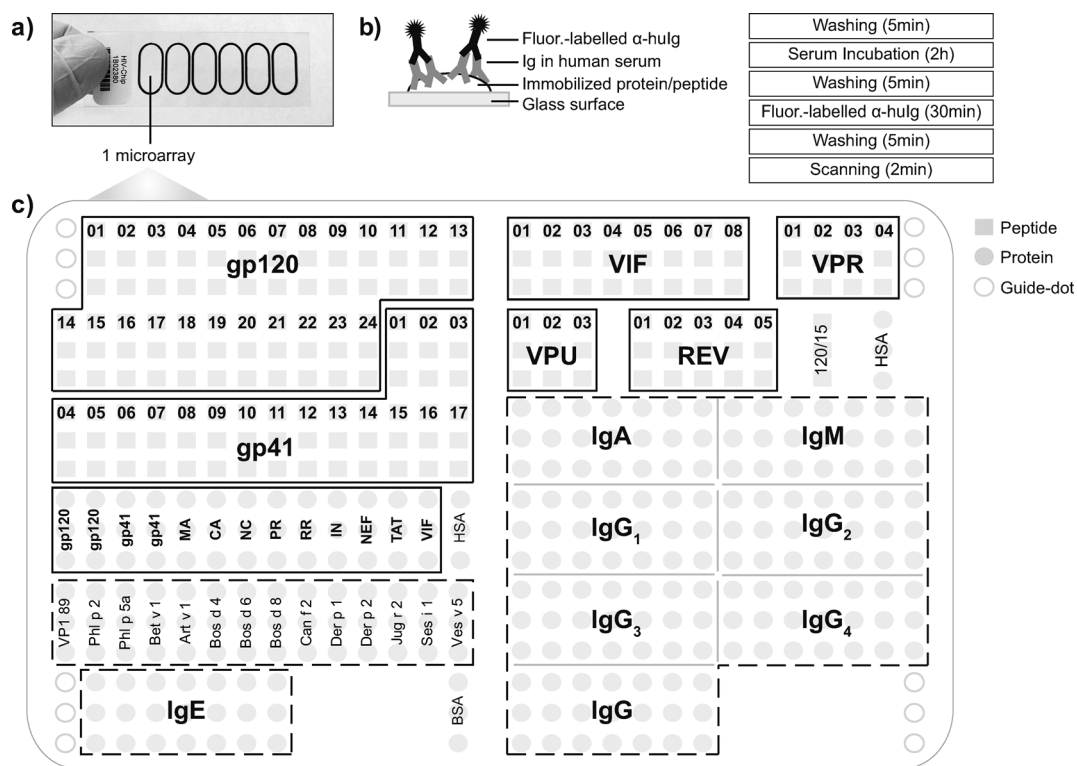 a)
HIV-Chip
1802380
1 microarray
b)
Fluor.-labelled α-huIg
Ig in human serum
Immobilized protein/peptide
Glass surface
Washing (5min)
Serum Incubation (2h)
Washing (5min)
Fluor.-labelled α-huIg (30min)
Washing (5min)
Scanning (2min)
c)
01 02 03 04 05 06 07 08 09 10 11 12 13
gp120
14 15 16 17 18 19 20 21 22 23 24 01 02 03
04 05 06 07 08 09 10 11 12 13 14 15 16 17
gp41
gp120 gp120 gp41 gp41 MA CA NC PR RR IN NEF TAT VIF HSA
VP1 89 Phl p 2 Phl p 5a Bet v 1 Art v 1 Bos d 4 Bos d 6 Bos d 8 Can f 2 Der p 1 Der p 2 Jug r 2 Ses i 1 Ves v 5
IgE
BSA
01 02 03 04 05 06 07 08
VIF
01 02 03 04
VPR
01 02 03
VPU
01 02 03 04 05
REV
120/15
HSA
IgA
IgM
IgG1
IgG2
IgG3
IgG4
IgG
Peptide
Protein
Guide-dot